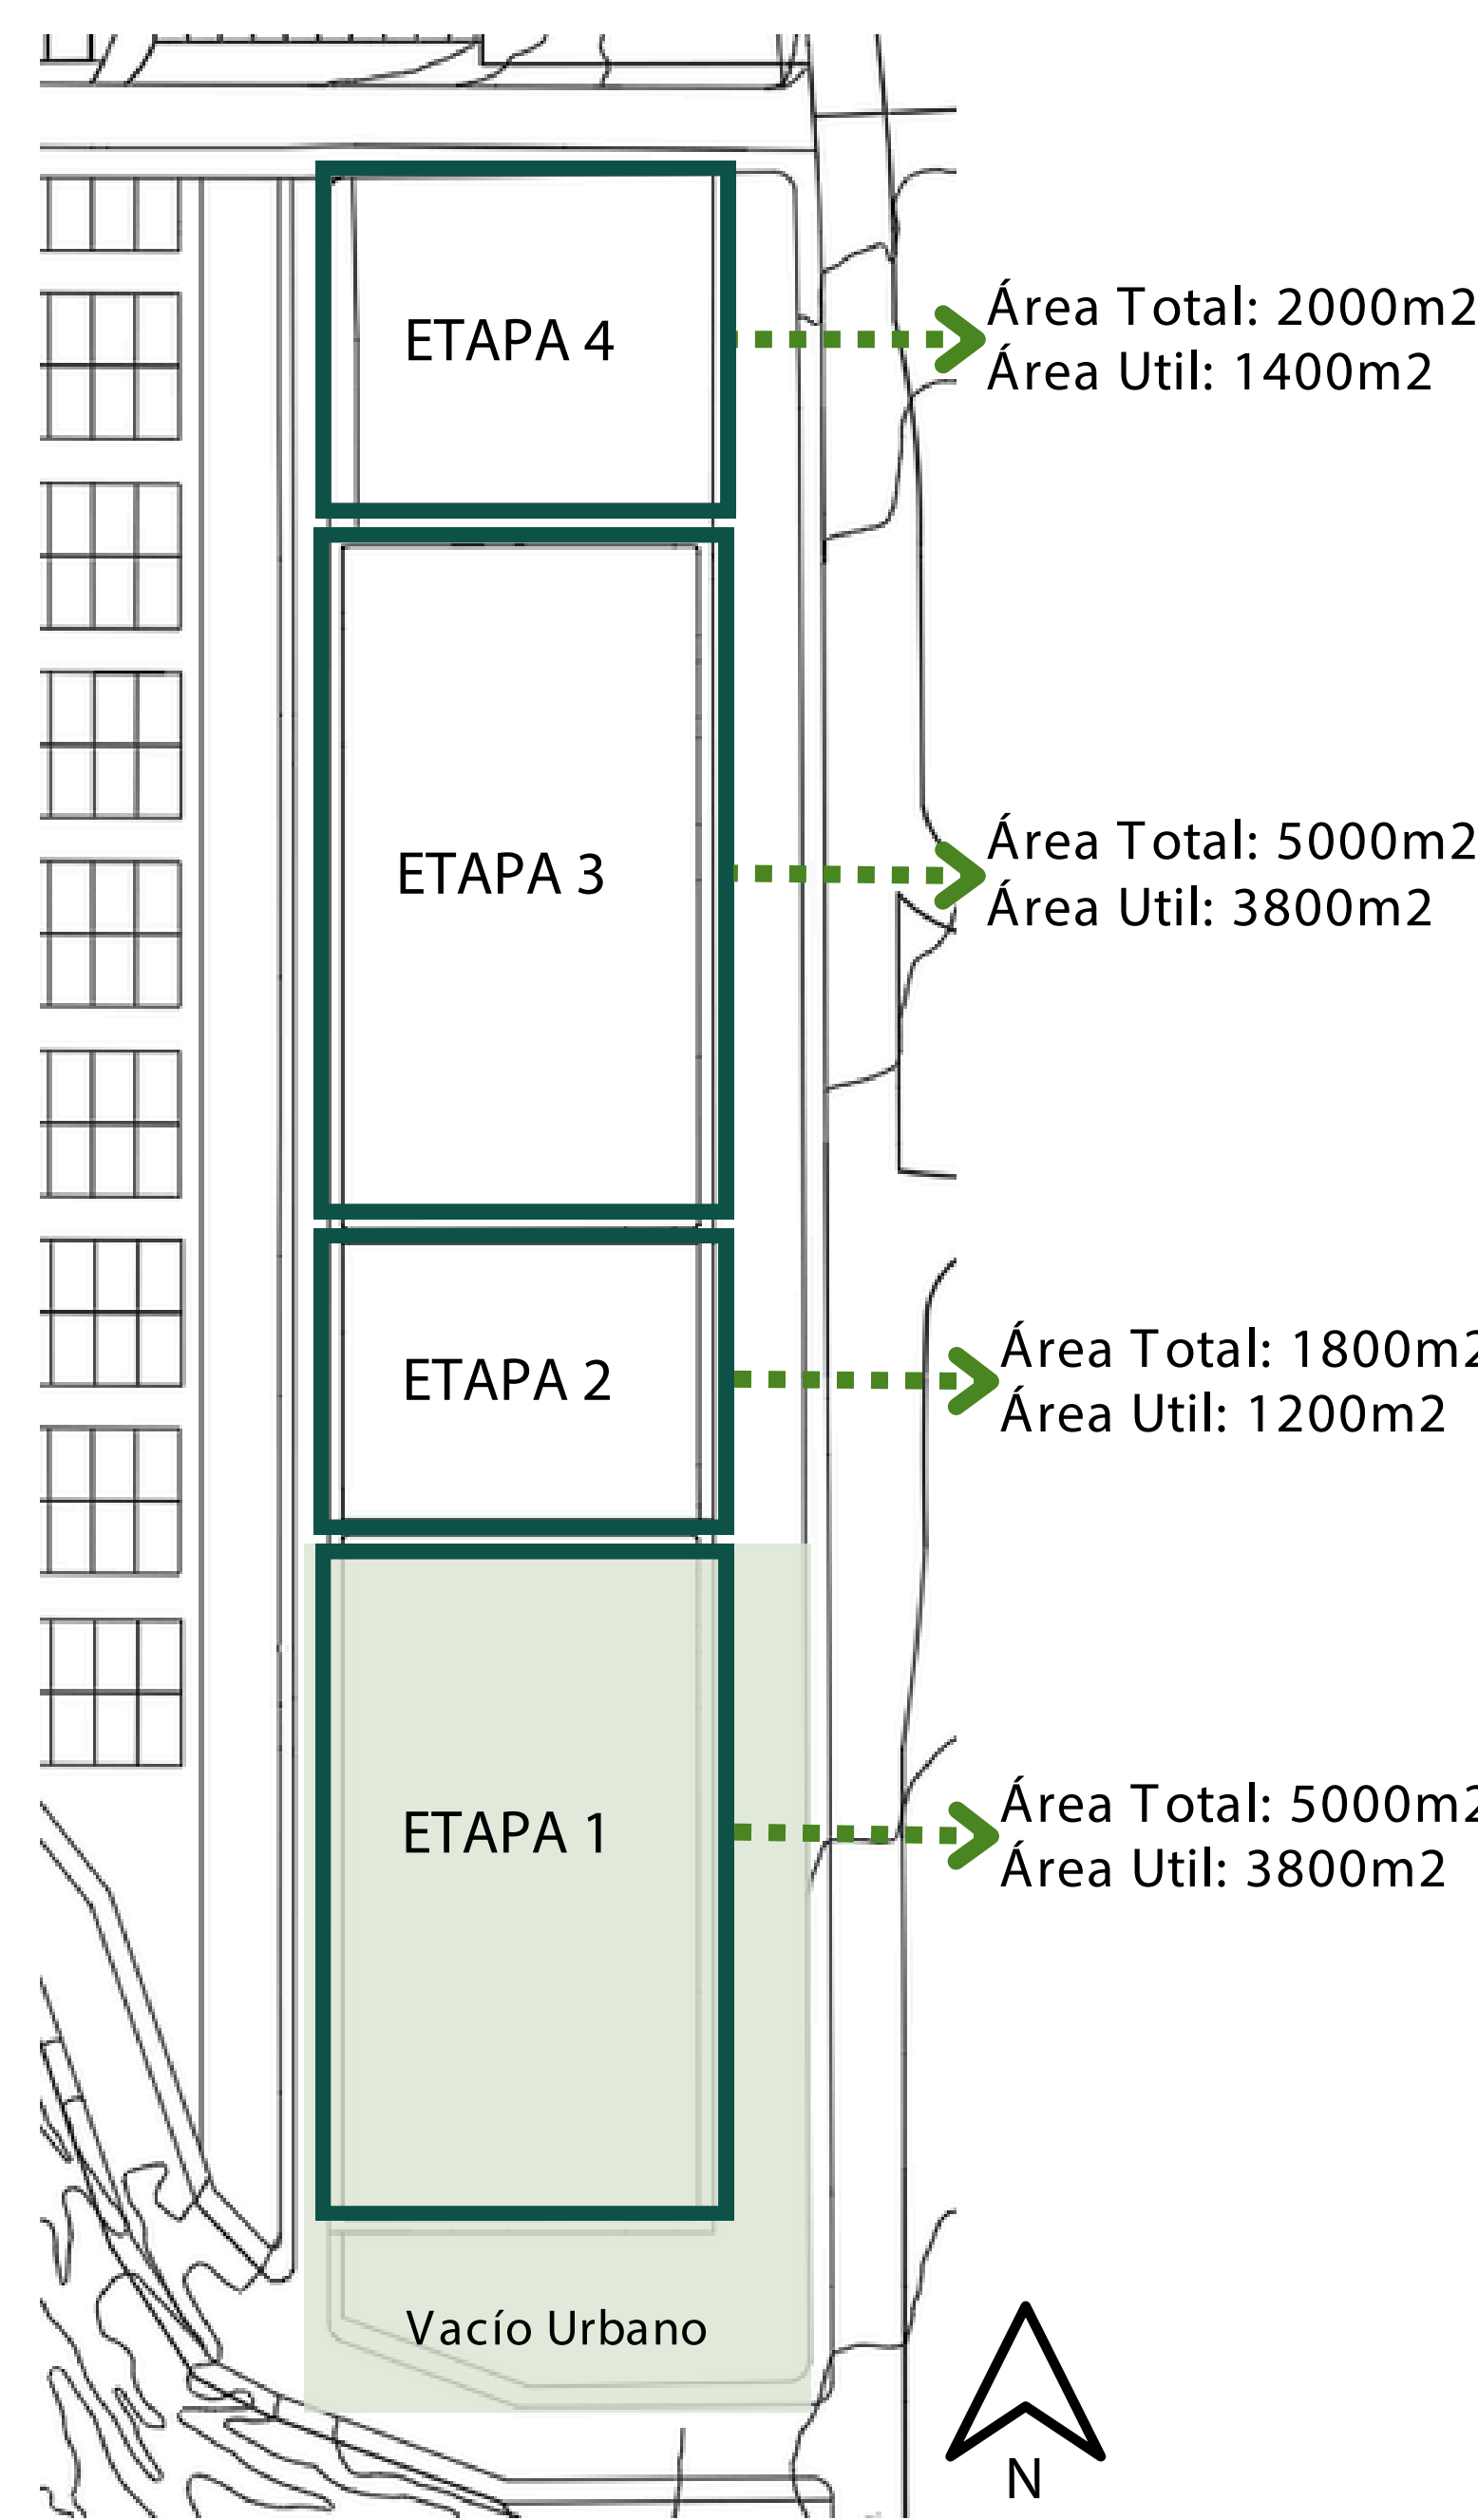 ETAPA 4
Área Total: 2000m2
Área Util: 1400m2
ETAPA 3
Área Total: 5000m2
Área Util: 3800m2
ETAPA 2
Área Total: 1800m2
Área Util: 1200m2
ETAPA 1
Área Total: 5000m2
Área Util: 3800m2
Vacío Urbano
N